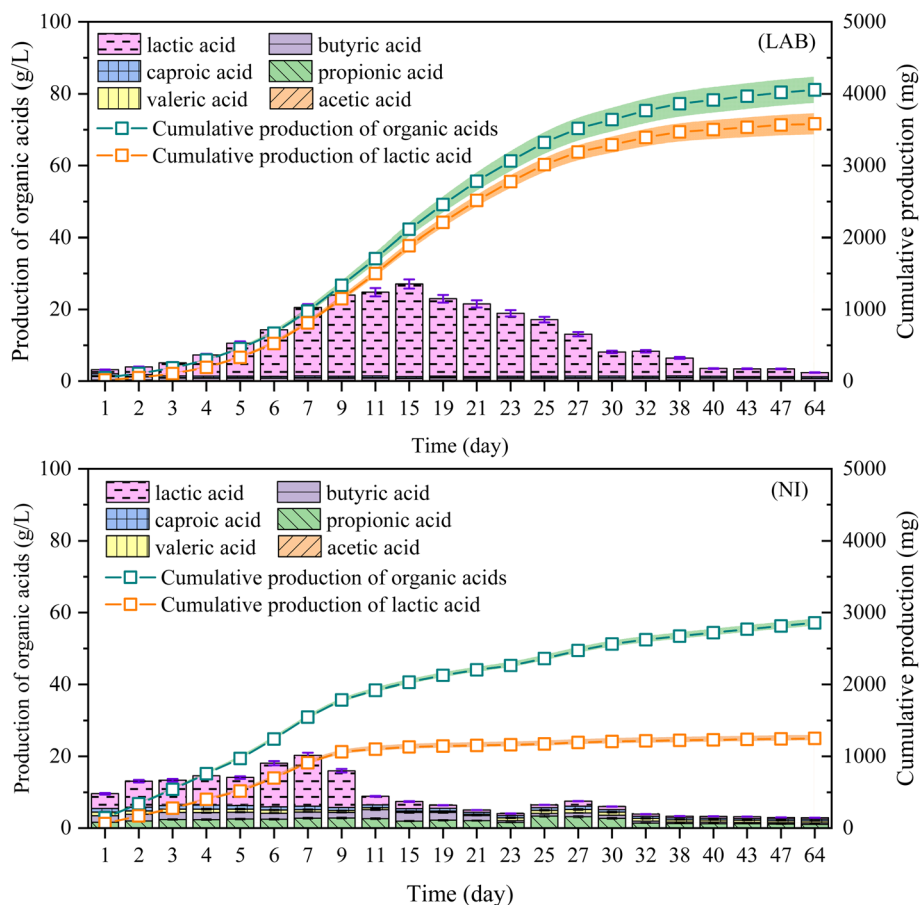 (LAB)
lactic acid butyric acid
caproic acid propionic acid
valeric acid acetic acid
Cumulative production of organic acids
Cumulative production of lactic acid
Production of organic acids (g/L)
100
80
60
40
20
0
Cumulative production (mg)
5000
4000
3000
2000
1000
0
1 2 3 4 5 6 7 9 11 15 19 21 23 25 27 30 32 38 40 43 47 64
Time (day)
(NI)
lactic acid butyric acid
caproic acid propionic acid
valeric acid acetic acid
Cumulative production of organic acids
Cumulative production of lactic acid
Production of organic acids (g/L)
100
80
60
40
20
0
Cumulative production (mg)
5000
4000
3000
2000
1000
0
1 2 3 4 5 6 7 9 11 15 19 21 23 25 27 30 32 38 40 43 47 64
Time (day)